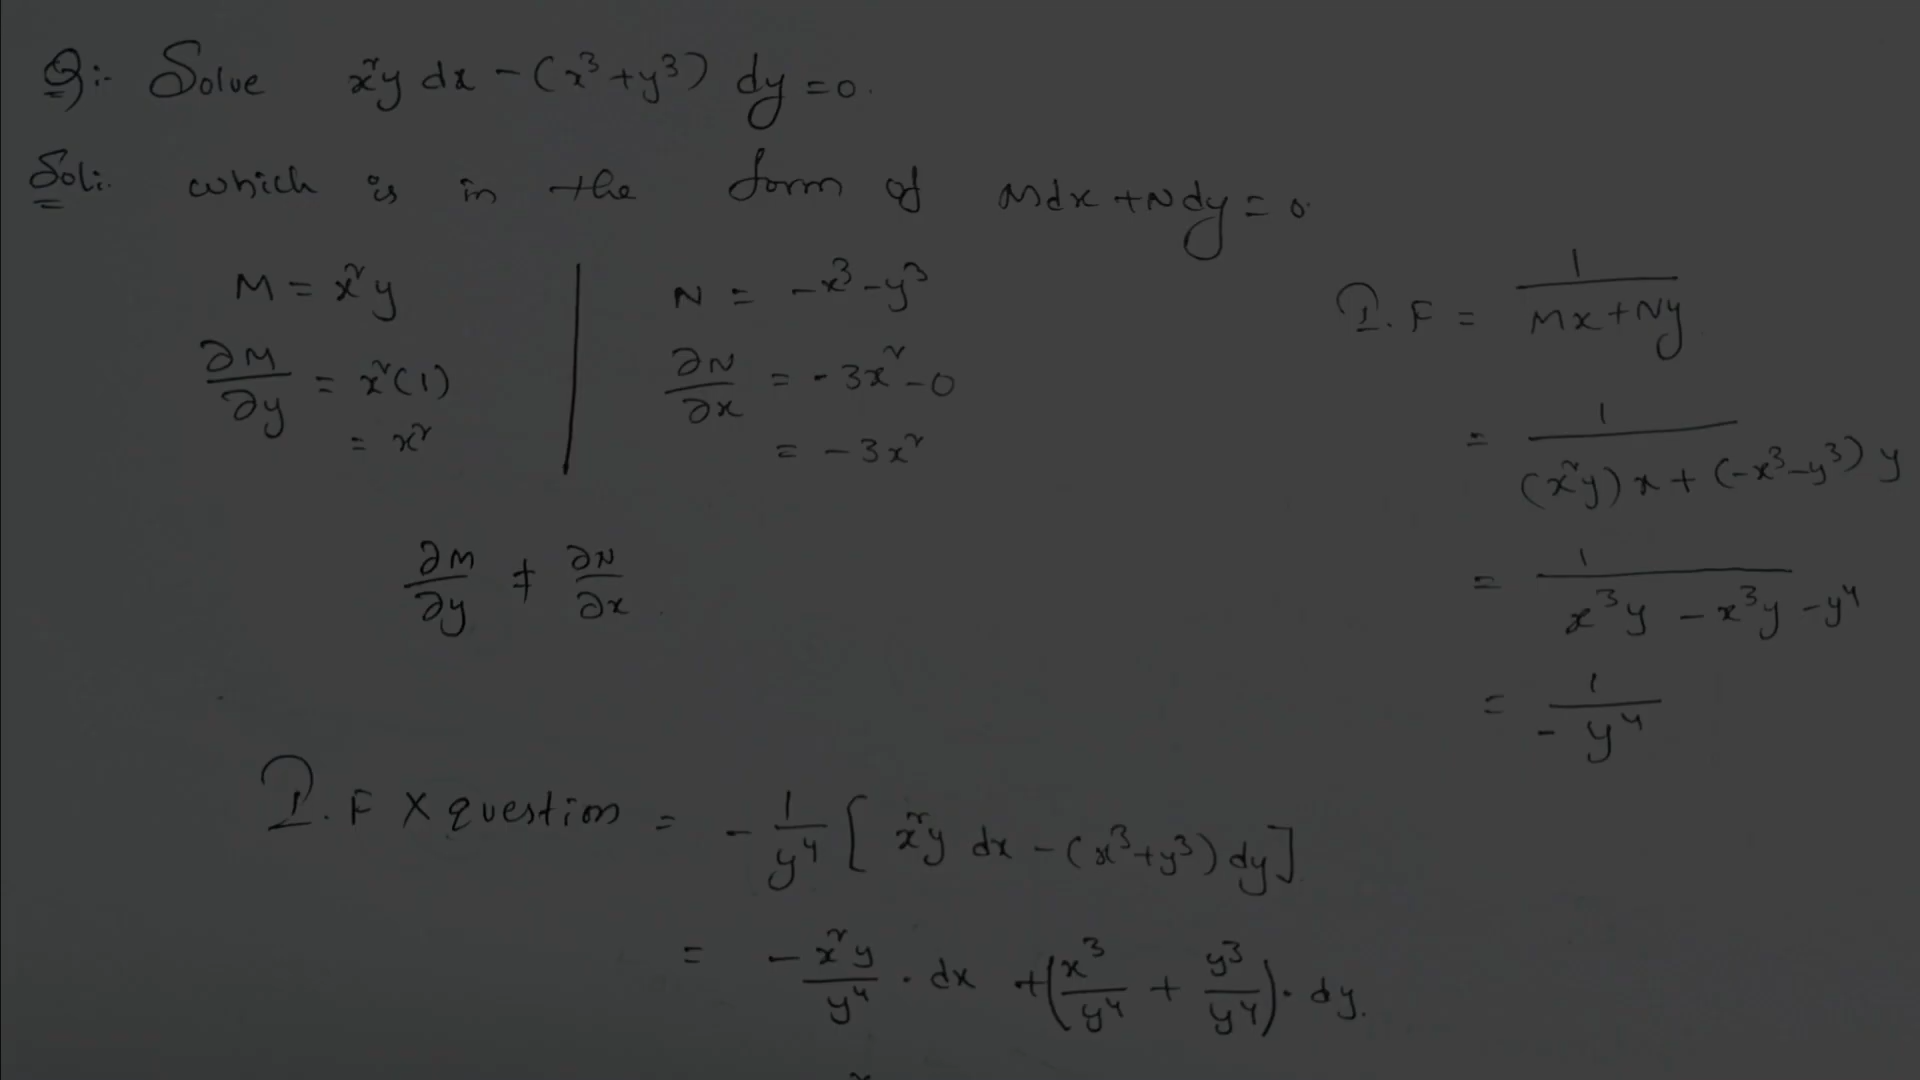 Q:- Solve x²y dx - (x³+y³) dy = 0.
Sol: which is in the form of Mdx + Ndy = 0.
M = x²y
∂M/∂y = x²(1)
= x²
N = -x³-y³
∂N/∂x = -3x²-0
= -3x²
∂M/∂y ≠ ∂N/∂x
I.F = 1/(Mx+Ny)
= 1/((x²y)x + (-x³-y³)y)
= 1/(x³y - x³y - y⁴)
= 1/-y⁴
I.F X question = -1/y⁴ [x²y dx - (x³+y³) dy]
= -x²y/y⁴ . dx + (x³/y⁴ + y³/y⁴) . dy.